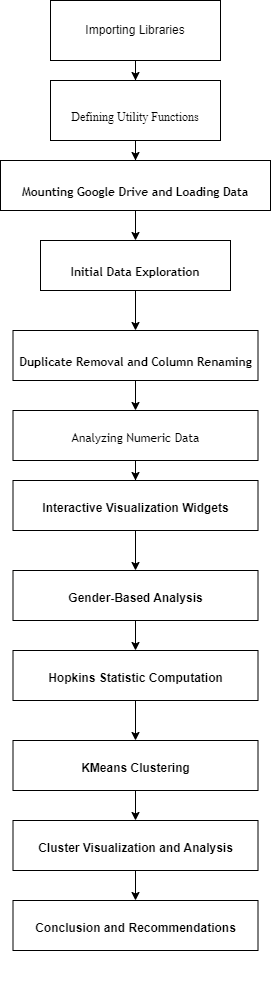 Importing Libraries
Defining Utility Functions
Mounting Google Drive and Loading Data
Initial Data Exploration
Duplicate Removal and Column Renaming
Analyzing Numeric Data
Interactive Visualization Widgets
Gender-Based Analysis
Hopkins Statistic Computation
KMeans Clustering
Cluster Visualization and Analysis
Conclusion and Recommendations